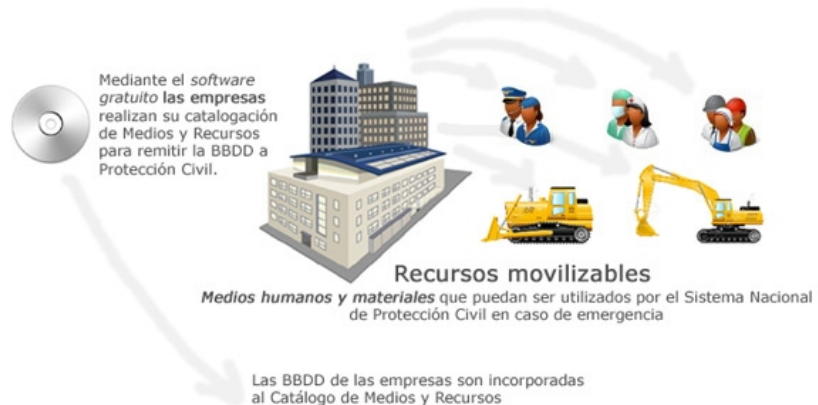 Mediante el software
gratuito las empresas
realizan su catalogación
de Medios y Recursos
para remitir la BBDD a
Protección Civil.
Recursos movilizables
Medios humanos y materiales que puedan ser utilizados por el Sistema Nacional
de Protección Civil en caso de emergencia
Las BBDD de las empresas son incorporadas
al Catálogo de Medios y Recursos